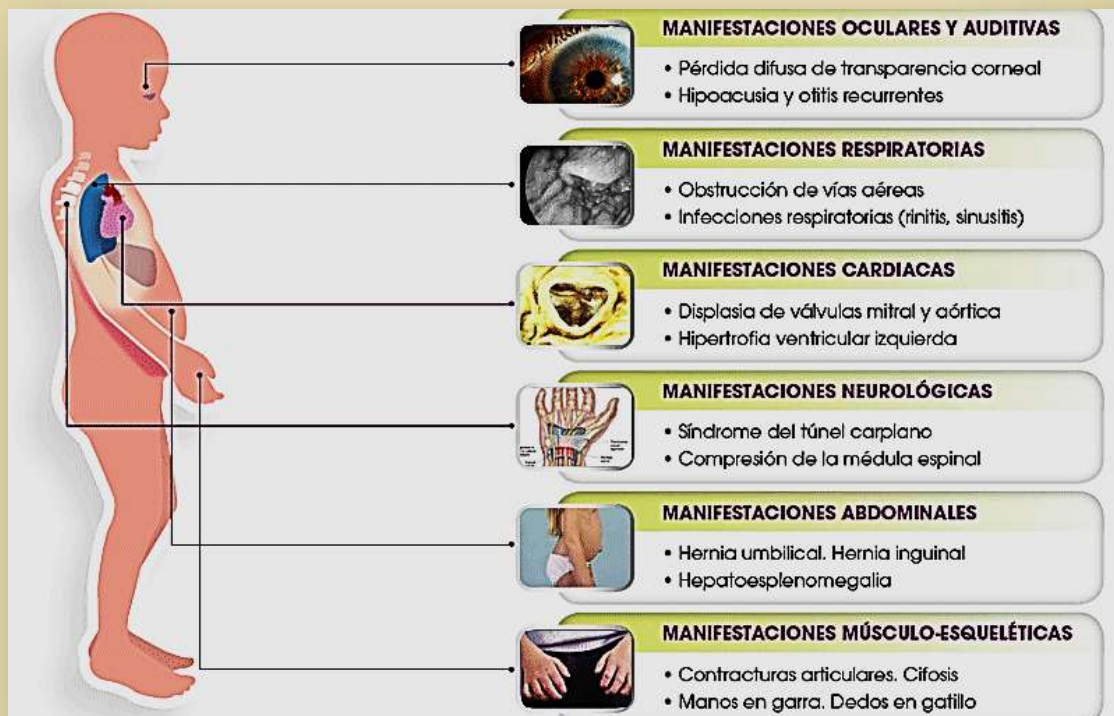 MANIFESTACIONES OCULARES Y AUDITIVAS
• Pérdida difusa de transparencia corneal
• Hipoacusia y otitis recurrentes
MANIFESTACIONES RESPIRATORIAS
• Obstrucción de vías aéreas
• Infecciones respiratorias (rinitis, sinusitis)
MANIFESTACIONES CARDIACAS
• Displasia de válvulas mitral y aórtica
• Hipertrofia ventricular izquierda
MANIFESTACIONES NEUROLÓGICAS
• Síndrome del túnel carpiano
• Compresión de la médula espinal
MANIFESTACIONES ABDOMINALES
• Hernia umbilical. Hernia inguinal
• Hepatoesplenomegalia
MANIFESTACIONES MÚSCULO-ESQUELÉTICAS
• Contracturas articulares. Cifosis
• Manos en garra. Dedos en gatillo